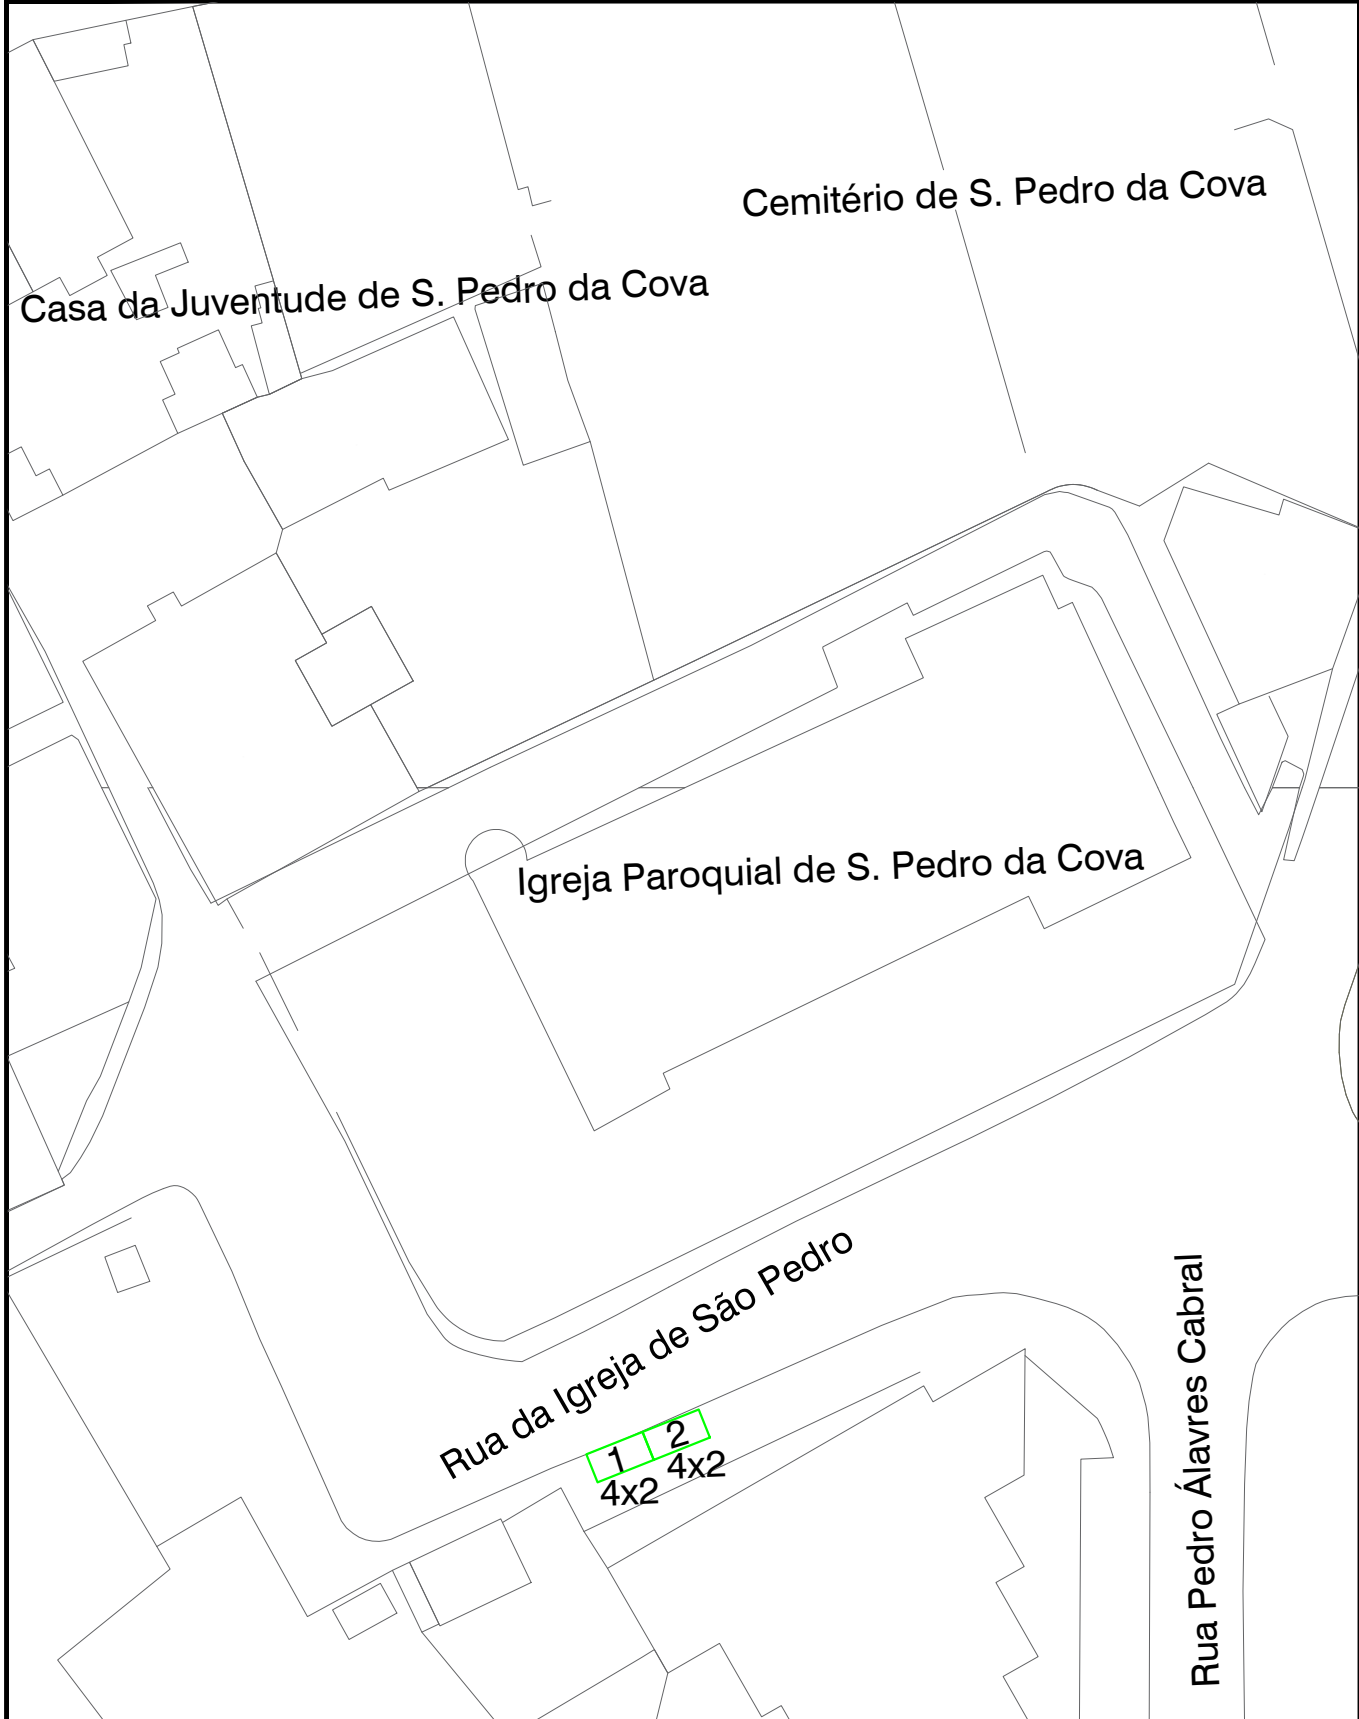 Cemitério de S. Pedro da Cova
Casa da Juventude de S. Pedro da Cova
Igreja Paroquial de S. Pedro da Cova
Rua da Igreja de São Pedro
Rua Pedro Álavres Cabral
1 2
4x2 4x2